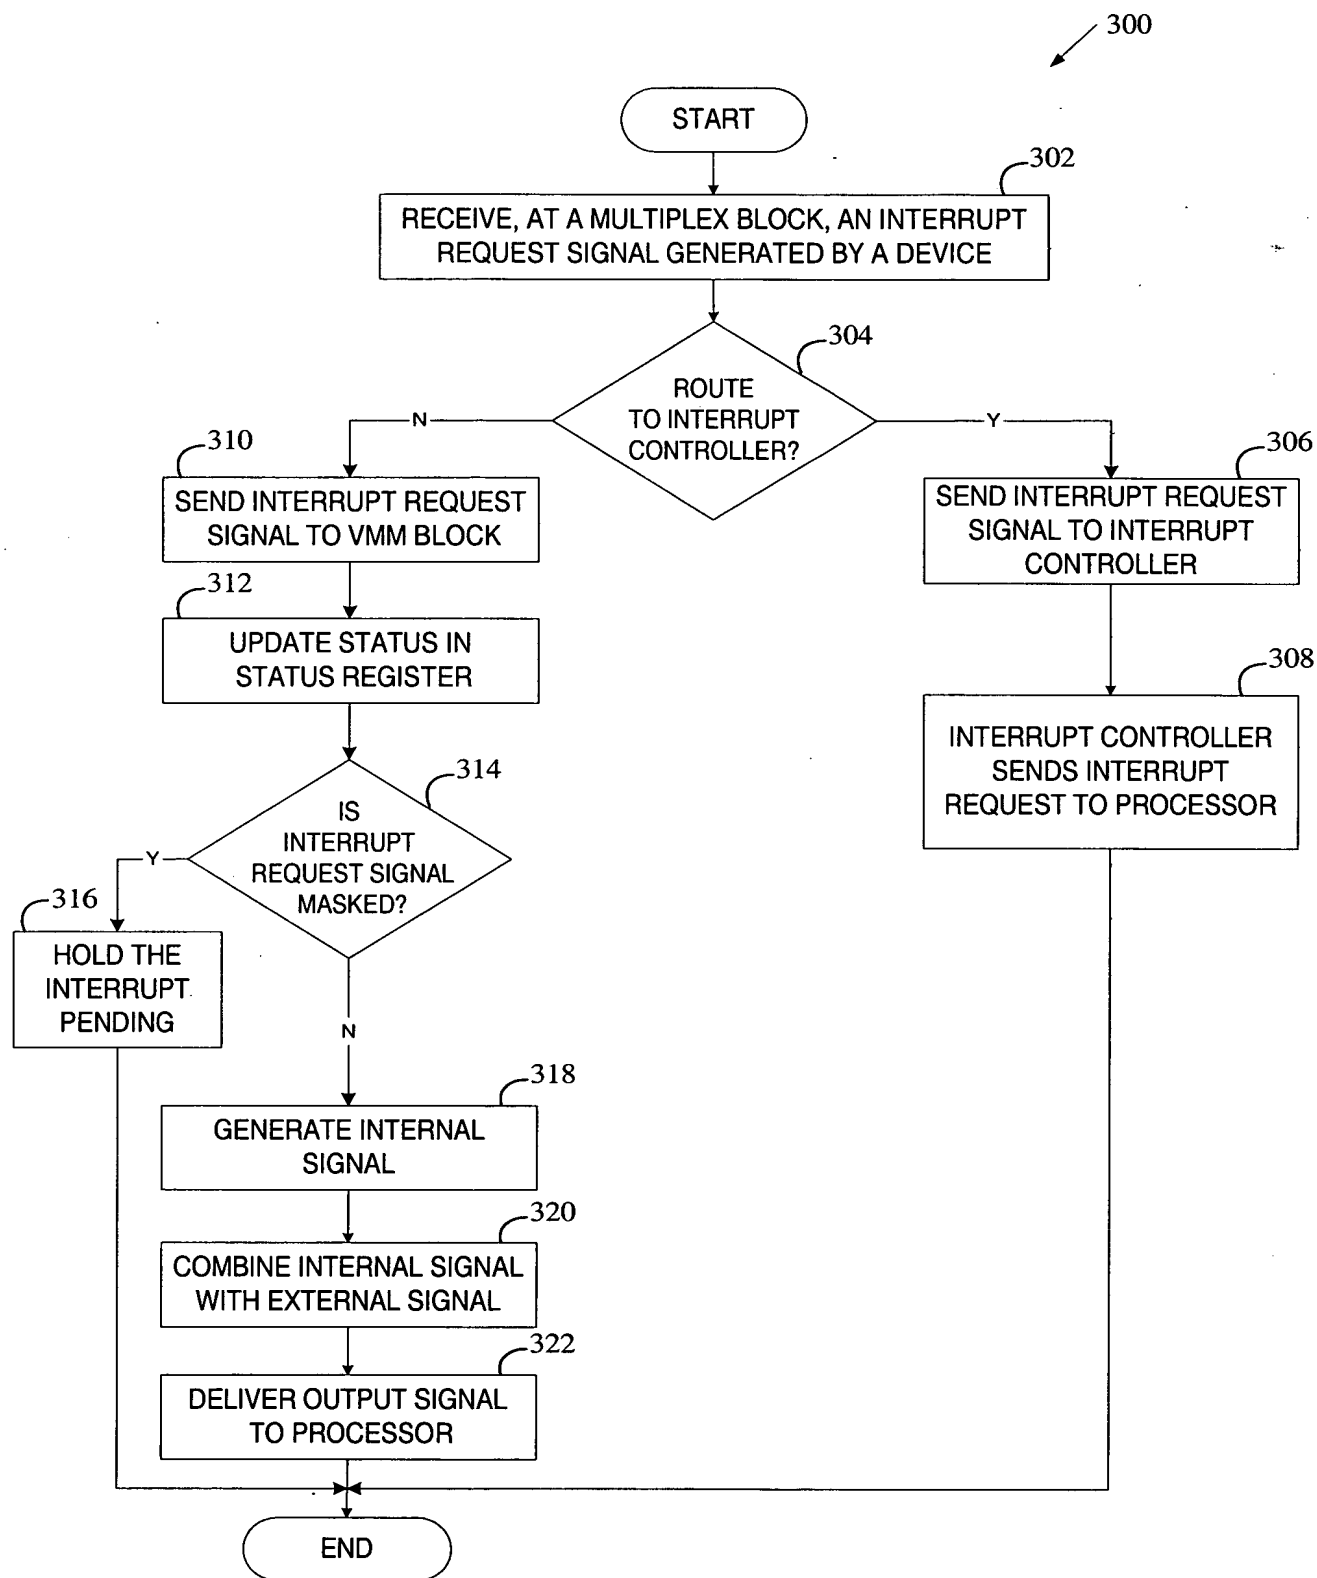 300
START
302
RECEIVE, AT A MULTIPLEX BLOCK, AN INTERRUPT
REQUEST SIGNAL GENERATED BY A DEVICE
304
ROUTE
TO INTERRUPT
CONTROLLER?
N
Y
310
SEND INTERRUPT REQUEST
SIGNAL TO VMM BLOCK
306
SEND INTERRUPT REQUEST
SIGNAL TO INTERRUPT
CONTROLLER
312
UPDATE STATUS IN
STATUS REGISTER
308
INTERRUPT CONTROLLER
SENDS INTERRUPT
REQUEST TO PROCESSOR
314
IS
INTERRUPT
REQUEST SIGNAL
MASKED?
Y
316
HOLD THE
INTERRUPT
PENDING
N
318
GENERATE INTERNAL
SIGNAL
320
COMBINE INTERNAL SIGNAL
WITH EXTERNAL SIGNAL
322
DELIVER OUTPUT SIGNAL
TO PROCESSOR
END